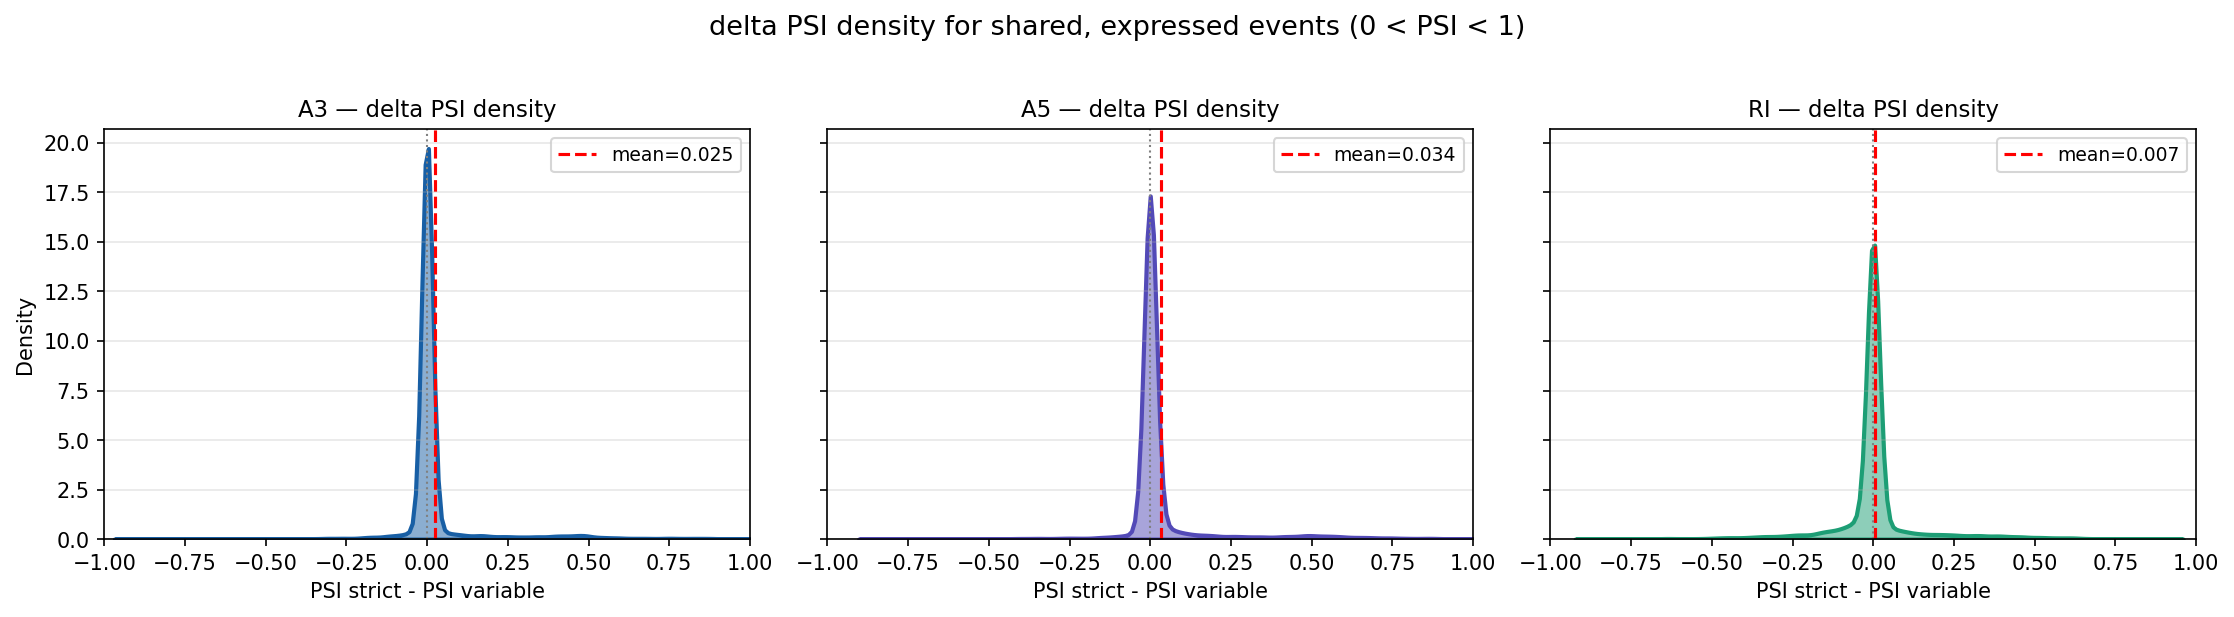 delta PSI density for shared, expressed events (0 < PSI < 1)
A3 — delta PSI density
mean=0.025
20.0
17.5
15.0
12.5
10.0
7.5
5.0
2.5
0.0
Density
−1.00 −0.75 −0.50 −0.25 0.00 0.25 0.50 0.75 1.00
PSI strict - PSI variable
A5 — delta PSI density
mean=0.034
−1.00 −0.75 −0.50 −0.25 0.00 0.25 0.50 0.75 1.00
PSI strict - PSI variable
RI — delta PSI density
mean=0.007
−1.00 −0.75 −0.50 −0.25 0.00 0.25 0.50 0.75 1.00
PSI strict - PSI variable